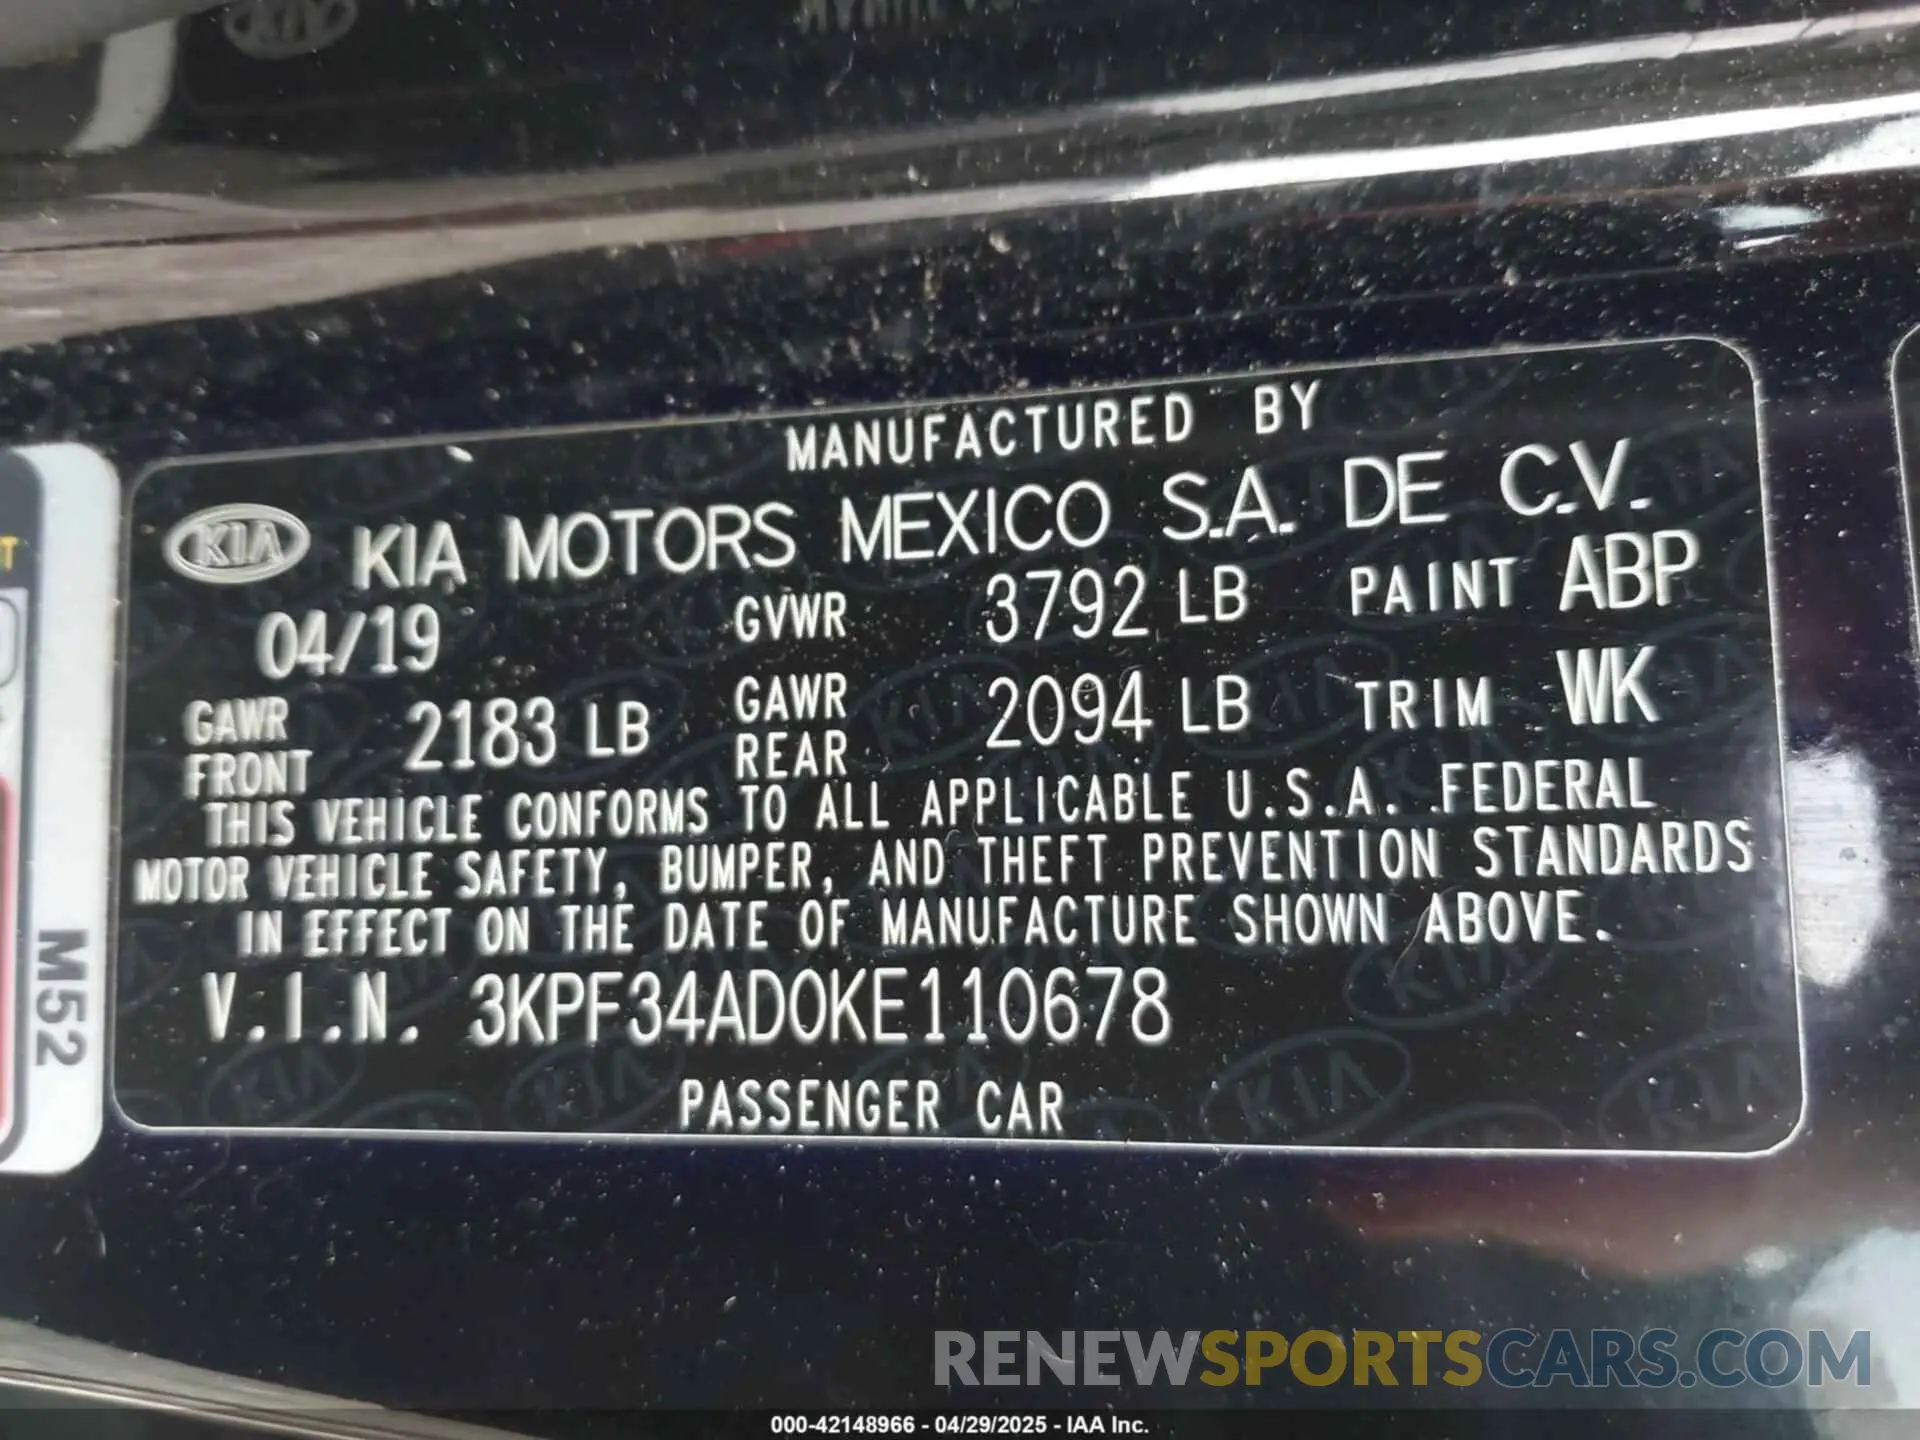 MANUFACTURED BY
KIA KIA MOTORS MEXICO S.A. DE C.V.
04/19 GVWR 3792 LB PAINT ABP
GAWR FRONT 2183 LB GAWR REAR 2094 LB TRIM WK
THIS VEHICLE CONFORMS TO ALL APPLICABLE U.S.A. FEDERAL
MOTOR VEHICLE SAFETY, BUMPER, AND THEFT PREVENTION STANDARDS
IN EFFECT ON THE DATE OF MANUFACTURE SHOWN ABOVE.
V.I.N. 3KPF34AD0KE110678
PASSENGER CAR
M52
RENEWSPORTSCARS.COM
000-42148966 - 04/29/2025 - IAA Inc.